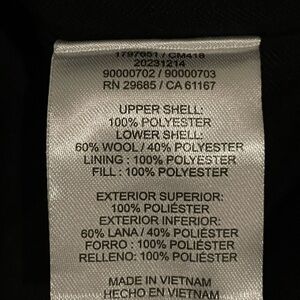 1797651 / CM418
20231214
90000702 / 90000703
RN 29685 / CA 61167
UPPER SHELL:
100% POLYESTER
LOWER SHELL:
60% WOOL / 40% POLYESTER
LINING : 100% POLYESTER
FILL : 100% POLYESTER
EXTERIOR SUPERIOR:
100% POLIÉSTER
EXTERIOR INFERIOR:
60% LANA / 40% POLIÉSTER
FORRO : 100% POLIÉSTER
RELLENO: 100% POLIÉSTER
MADE IN VIETNAM
HECHO EN VIETNAM